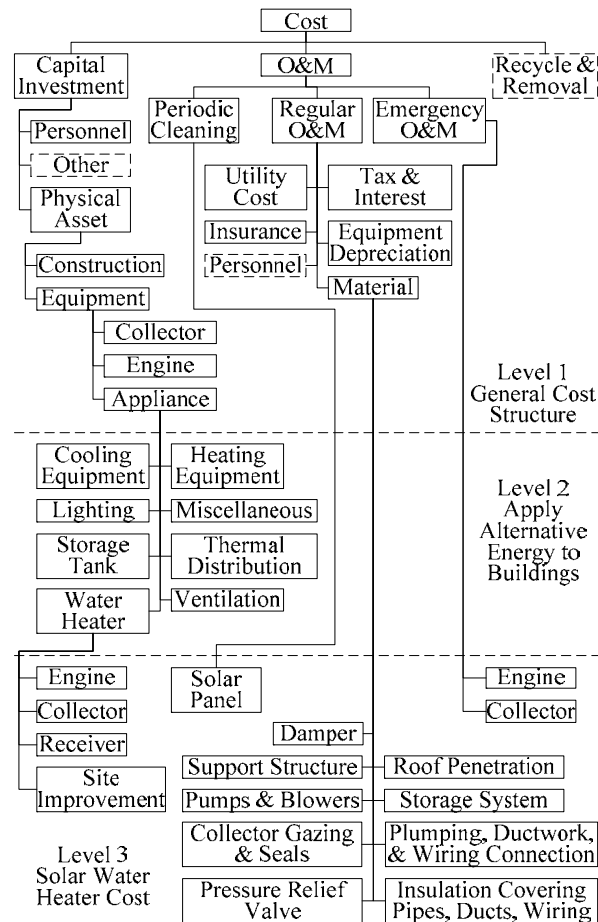 Cost
Capital
Investment
O&M
Recycle &
Removal
Periodic
Cleaning
Regular
O&M
Emergency
O&M
Personnel
Other
Physical
Asset
Utility
Cost
Tax &
Interest
Insurance
Equipment
Depreciation
Personnel
Material
Construction
Equipment
Collector
Engine
Appliance
Level 1
General Cost
Structure
Cooling
Equipment
Heating
Equipment
Lighting
Miscellaneous
Storage
Tank
Thermal
Distribution
Water
Heater
Ventilation
Level 2
Apply
Alternative
Energy to
Buildings
Engine
Collector
Receiver
Site
Improvement
Solar
Panel
Engine
Collector
Damper
Support Structure
Roof Penetration
Pumps & Blowers
Storage System
Collector Gazing
& Seals
Plumping, Ductwork,
& Wiring Connection
Pressure Relief
Valve
Insulation Covering
Pipes, Ducts, Wiring
Level 3
Solar Water
Heater Cost